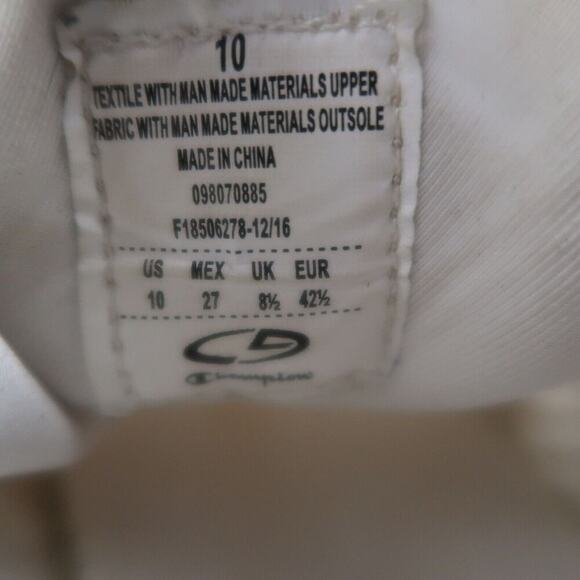 10
TEXTILE WITH MAN MADE MATERIALS UPPER
FABRIC WITH MAN MADE MATERIALS OUTSOLE
MADE IN CHINA
098070885
F18506278-12/16
US MEX UK EUR
10 27 8½ 42½
Champion